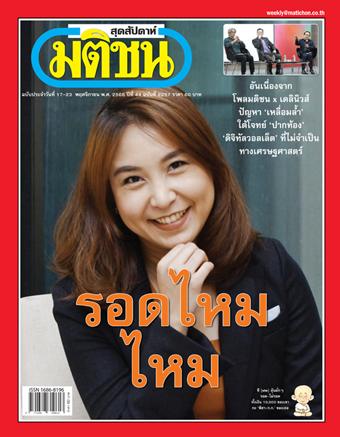 weekly@matichon.co.th
สุดสัปดาห์
มติชน
ฉบับประจำวันที่ 17-23 พฤศจิกายน พ.ศ. 2566 ปีที่ 44 ฉบับที่ 2257 ราคา 60 บาท
อันเนื่องจาก
โพลมติชน x เดลินิวส์
ปัญหา ‘เหลื่อมล้ำ’
ใต้โจทย์ ‘ปากท้อง’
‘ดิจิทัลวอลเล็ต’ ที่ไม่จำเป็น
ทางเศรษฐศาสตร์
รอดไหม
ไหม
ISSN 1686-8196